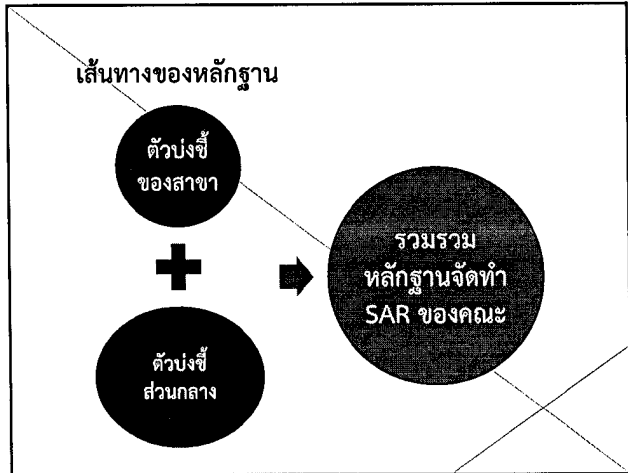 เส้นทางของหลักฐาน
ตัวบ่งชี้
ของสาขา
ตัวบ่งชี้
ส่วนกลาง
รวมรวม
หลักฐานจัดทำ
SAR ของคณะ